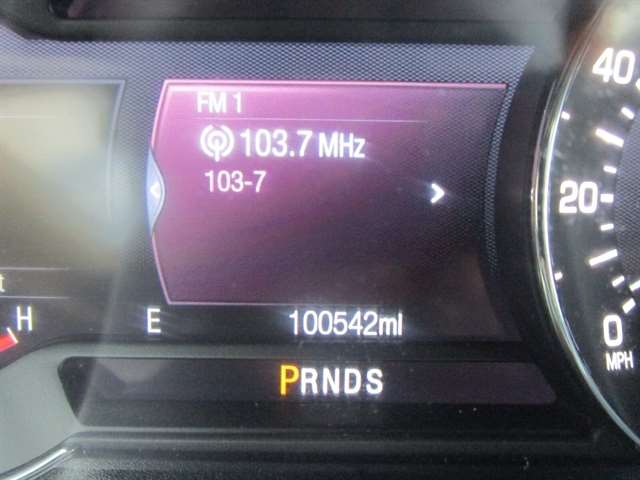 FM 1
103.7 MHz
103-7
40
20
0
MPH
t
H
E
100542mi
PRNDS